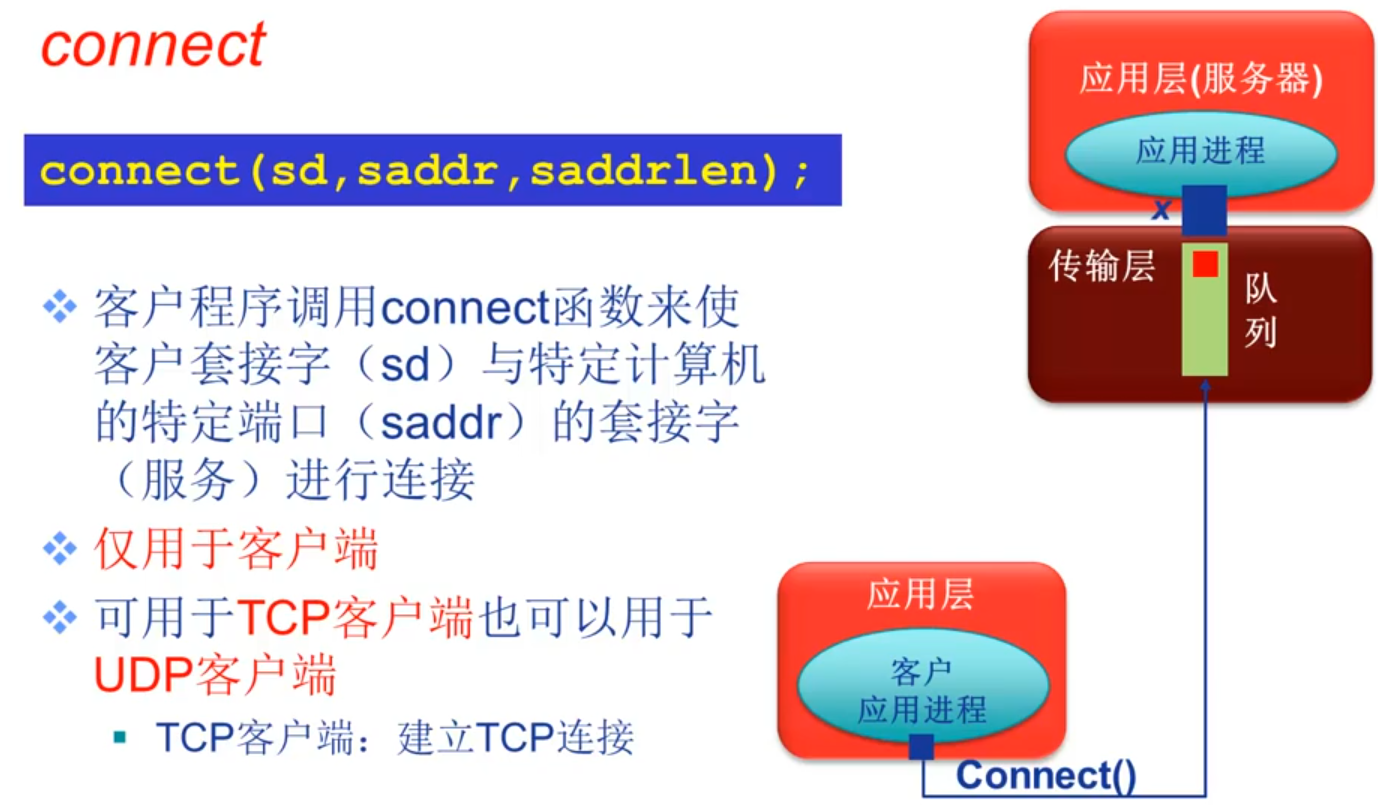 connect
connect(sd,saddr,saddrlen);
客户程序调用connect函数来使
客户套接字（sd）与特定计算机
的特定端口（saddr）的套接字
（服务）进行连接
仅用于客户端
可用于TCP客户端也可以用于
UDP客户端
TCP客户端：建立TCP连接
应用层(服务器)
应用进程
x
传输层
队
列
应用层
客户
应用进程
Connect()